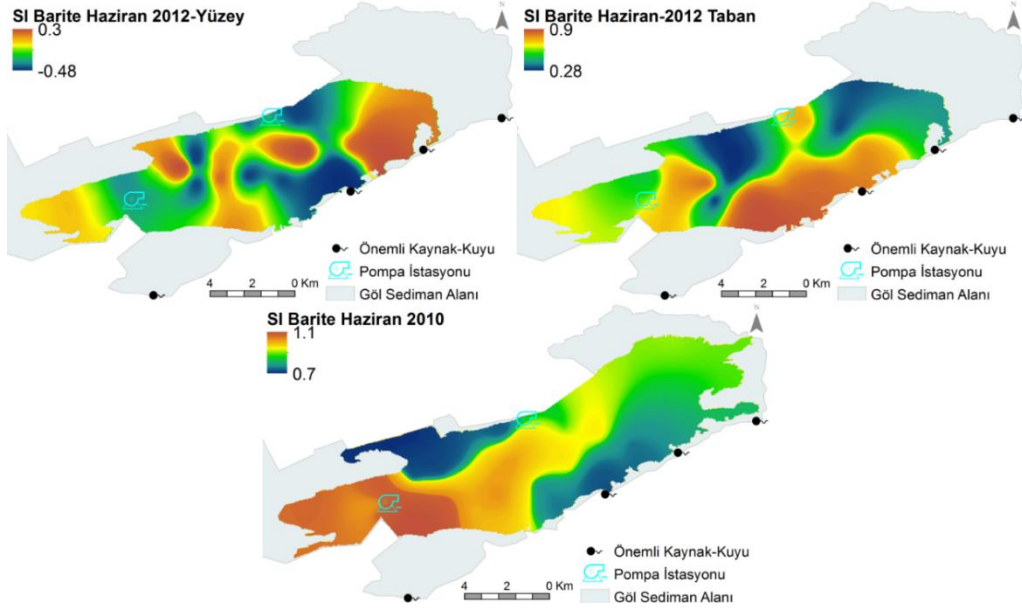 SI Barite Haziran 2012-Yüzey
0.3
-0.48
N
Önemli Kaynak-Kuyu
Pompa İstasyonu
4 2 0 Km
Göl Sediman Alanı
SI Barite Haziran-2012 Taban
0.9
0.28
N
Önemli Kaynak-Kuyu
Pompa İstasyonu
4 2 0 Km
Göl Sediman Alanı
SI Barite Haziran 2010
1.1
0.7
N
Önemli Kaynak-Kuyu
Pompa İstasyonu
4 2 0 Km
Göl Sediman Alanı